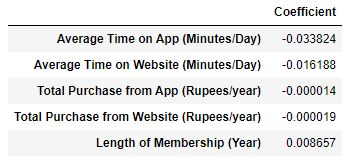 Coefficient
Average Time on App (Minutes/Day) -0.033824
Average Time on Website (Minutes/Day) -0.016188
Total Purchase from App (Rupees/year) -0.000014
Total Purchase from Website (Rupees/year) -0.000019
Length of Membership (Year) 0.008657